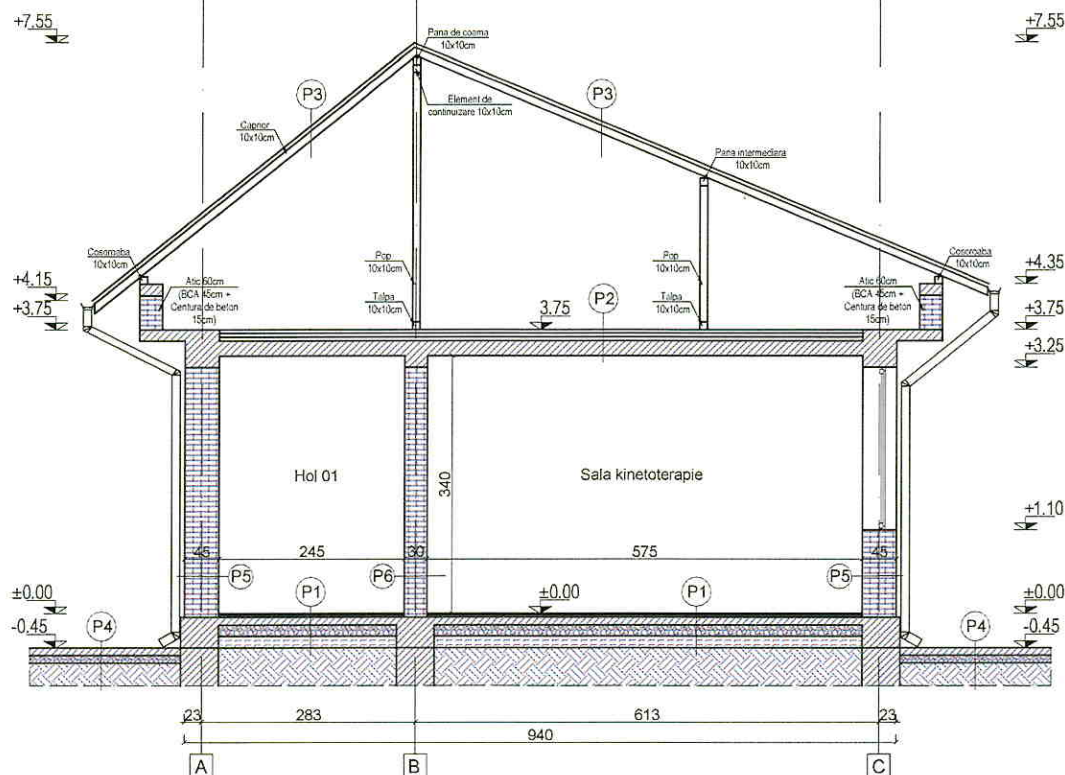 +7.55
+7.55
Pana de coama
10x10cm
P3
P3
Element de
continuizare 10x10cm
Caprior
10x10cm
Pana intermediara
10x10cm
Cosoroaba
10x10cm
Cosoroaba
10x10cm
Pop
10x10cm
Pop
10x10cm
+4.15
+4.35
Atic 60cm
(BCA 45cm +
Centura de beton
15cm)
Atic 60cm
(BCA 45cm +
Centura de beton
15cm)
Talpa
10x10cm
Talpa
10x10cm
+3.75
3.75
P2
+3.75
+3.25
Hol 01
340
Sala kinetoterapie
+1.10
45
245
30
575
45
P5
P6
P5
±0.00
P1
±0.00
P1
±0.00
-0.45
P4
P4
-0.45
23
283
613
23
940
A
B
C